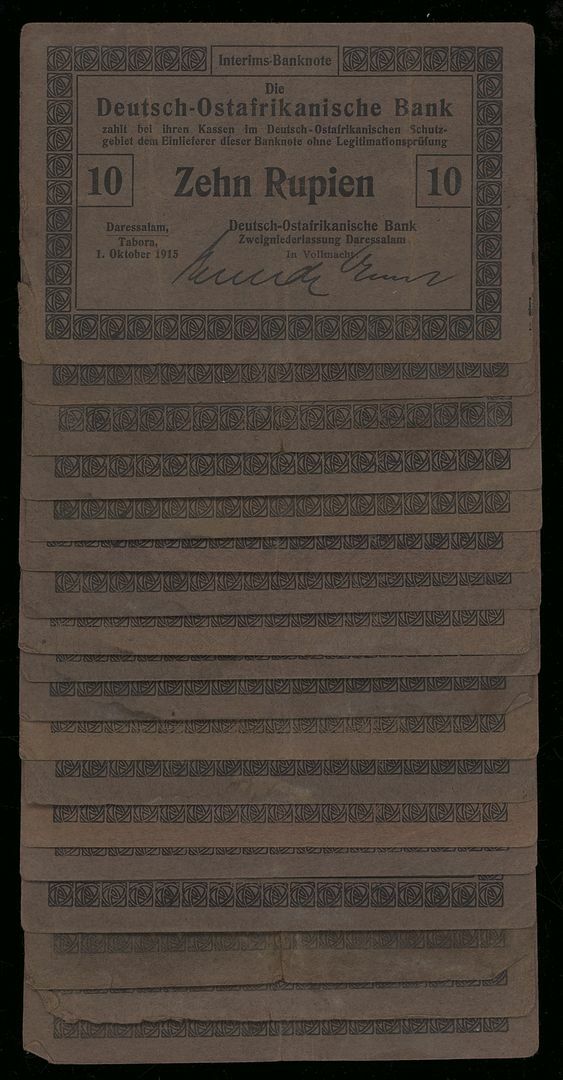 Interims-Banknote
Die
Deutsch-Ostafrikanische Bank
zahlt bei ihren Kassen im Deutsch-Ostafrikanischen Schutz-
gebiet dem Einlieferer dieser Banknote ohne Legitimationsprüfung
10 Zehn Rupien 10
Daressalam, Deutsch-Ostafrikanische Bank
Tabora, Zweigniederlassung Daressalam
1. Oktober 1915 In Vollmacht